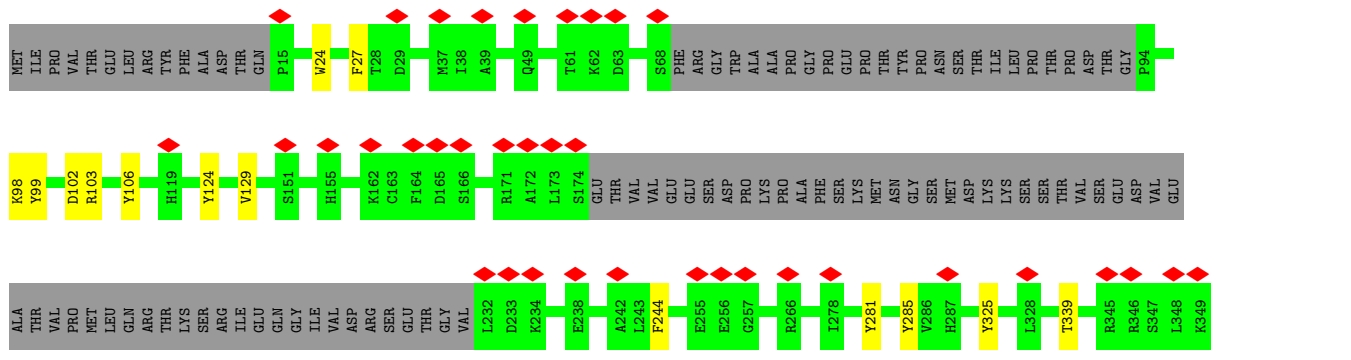 MET ILE PRO VAL THR GLU LEU ARG TYR PHE ALA ASP THR GLN P15 W24 F27 T28 D29 M37 I38 A39 Q49 T61 K62 D63 S68 PHE ARG GLY TRP ALA ALA PRO GLY PRO GLU PRO THR TYR PRO ASN SER THR ILE LEU PRO THR PRO ASP THR GLY P94
K98 Y99 D102 R103 Y106 H119 Y124 V129 S151 H155 K162 C163 F164 D165 S166 R171 A172 L173 S174 GLU THR VAL VAL GLU GLU SER ASP PRO LYS PRO ALA PHE SER LYS MET ASN GLY SER MET ASP LYS LYS SER SER THR VAL SER GLU ASP VAL GLU
ALA THR VAL PRO MET LEU GLN ARG THR LYS SER ARG ILE GLU GLN GLY ILE VAL ASP ARG SER GLU THR GLY VAL L232 D233 K234 E238 A242 L243 F244 E255 E256 G257 R266 I278 Y281 Y285 V286 H287 Y325 L328 T339 R345 R346 S347 L348 K349